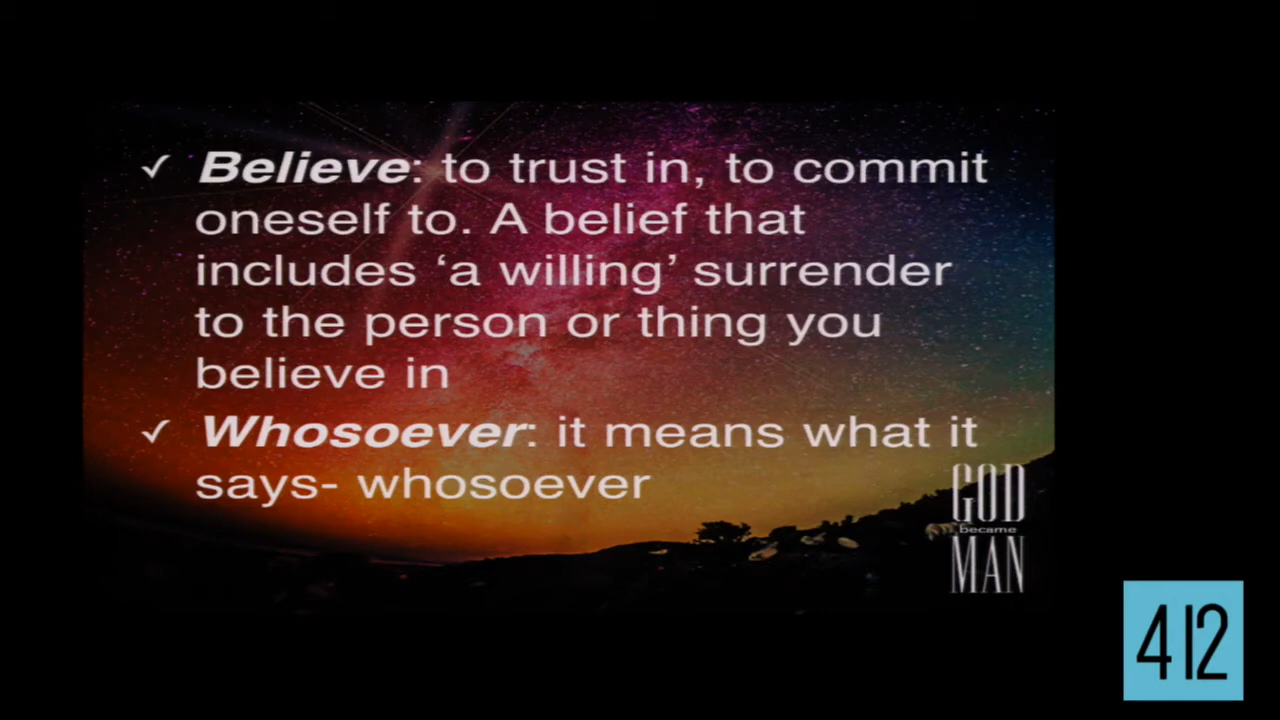 ✓ Believe: to trust in, to commit
oneself to. A belief that
includes ‘a willing’ surrender
to the person or thing you
believe in
✓ Whosoever: it means what it
says- whosoever
GOD
became
MAN
412